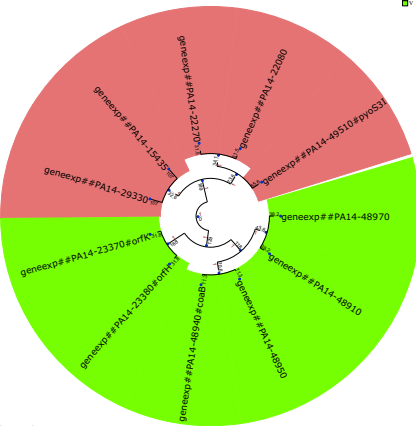 v
geneexp##PA14-22080
geneexp##PA14-22270
geneexp##PA14-49510#pyoS3I
geneexp##PA14-15435
geneexp##PA14-29330
geneexp##PA14-48970
geneexp##PA14-23370#orfK
geneexp##PA14-48910
geneexp##PA14-23380#orfH
geneexp##PA14-48950
geneexp##PA14-48940#coaB